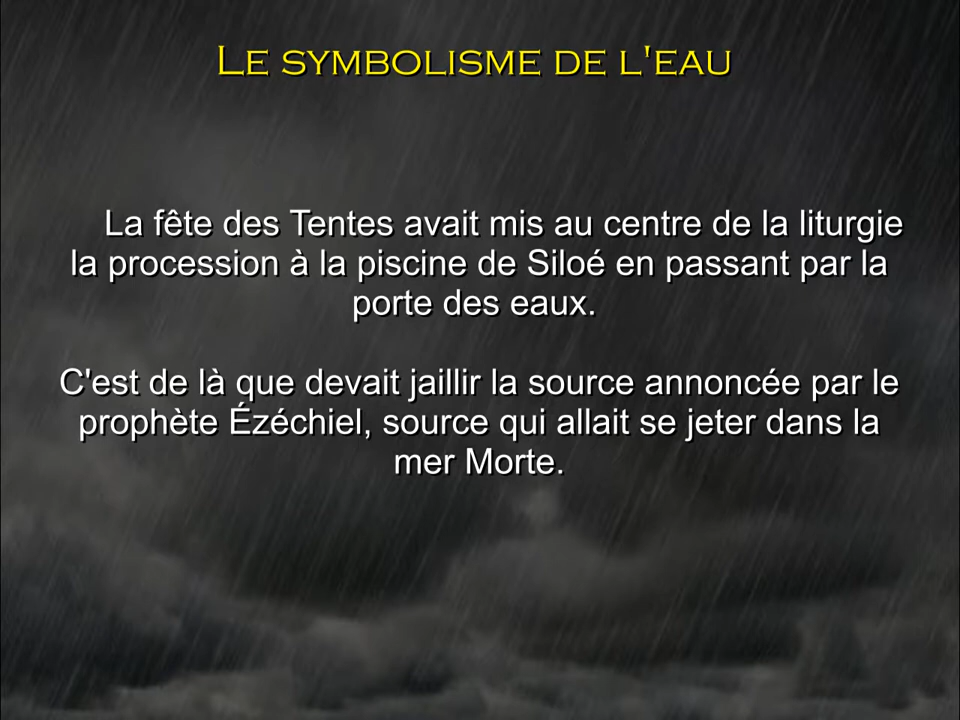 Le symbolisme de l'eau
La fête des Tentes avait mis au centre de la liturgie
la procession à la piscine de Siloé en passant par la
porte des eaux.
C'est de là que devait jaillir la source annoncée par le
prophète Ézéchiel, source qui allait se jeter dans la
mer Morte.